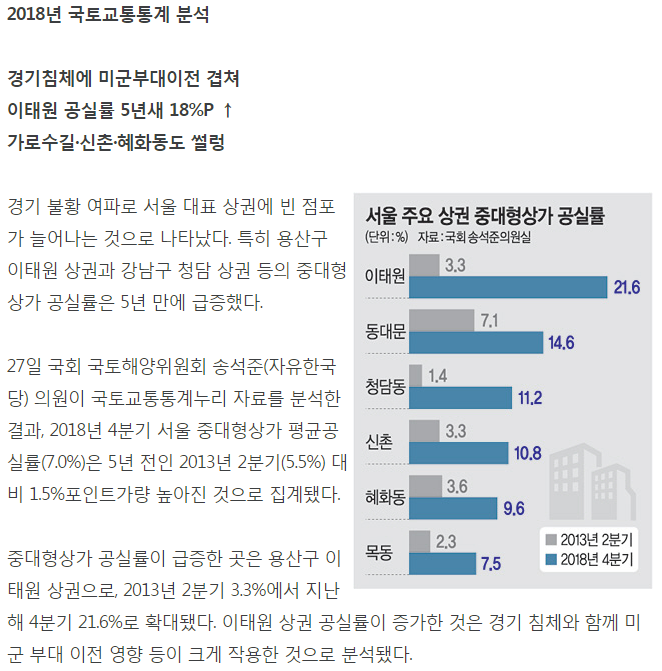 2018년 국토교통통계 분석
경기침체에 미군부대이전 겹쳐
이태원 공실률 5년새 18%P ↑
가로수길·신촌·혜화동도 썰렁
경기 불황 여파로 서울 대표 상권에 빈 점포
가 늘어나는 것으로 나타났다. 특히 용산구
이태원 상권과 강남구 청담 상권 등의 중대형
상가 공실률은 5년 만에 급증했다.
27일 국회 국토해양위원회 송석준(자유한국
당) 의원이 국토교통통계누리 자료를 분석한
결과, 2018년 4분기 서울 중대형상가 평균공
실률(7.0%)은 5년 전인 2013년 2분기(5.5%) 대
비 1.5%포인트가량 높아진 것으로 집계됐다.
중대형상가 공실률이 급증한 곳은 용산구 이
태원 상권으로, 2013년 2분기 3.3%에서 지난
해 4분기 21.6%로 확대됐다. 이태원 상권 공실률이 증가한 것은 경기 침체와 함께 미
군 부대 이전 영향 등이 크게 작용한 것으로 분석됐다.
서울 주요 상권 중대형상가 공실률
(단위:%) 자료:국회 송석준의원실
이태원
3.3
21.6
동대문
7.1
14.6
청담동
1.4
11.2
신촌
3.3
10.8
혜화동
3.6
9.6
목동
2.3
7.5
2013년 2분기
2018년 4분기